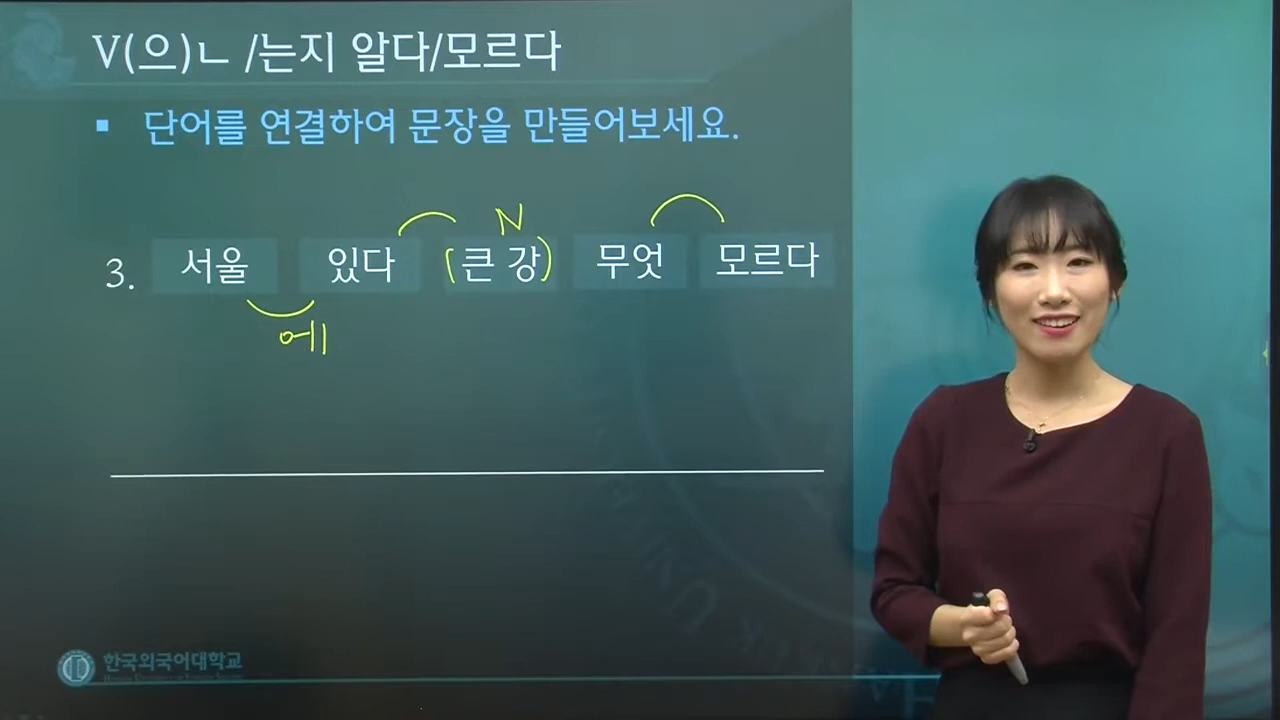 V(으)ㄴ /는지 알다/모르다
▪ 단어를 연결하여 문장을 만들어보세요.
N
3. 서울 있다 (큰 강) 무엇 모르다
에
한국외국어대학교